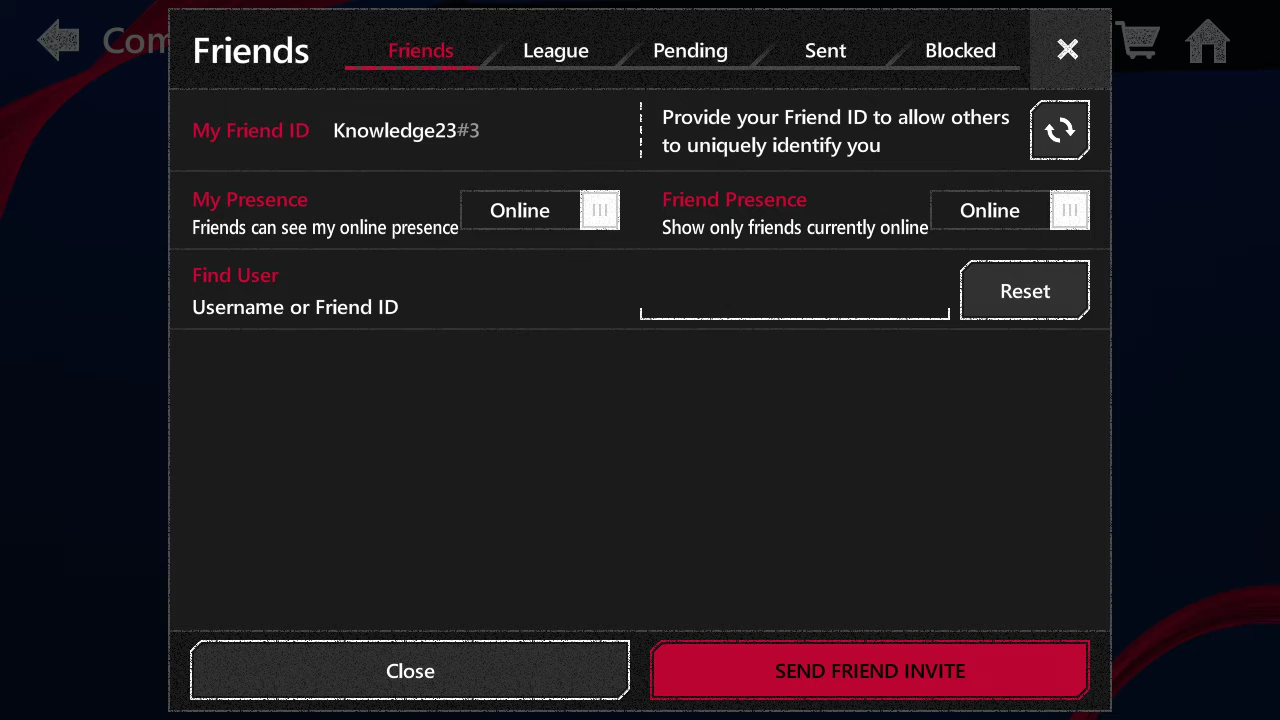 Com
Friends
Friends
League
Pending
Sent
Blocked
My Friend ID
Knowledge23#3
Provide your Friend ID to allow others
to uniquely identify you
My Presence
Friends can see my online presence
Online
Friend Presence
Show only friends currently online
Online
Find User
Username or Friend ID
Reset
Close
SEND FRIEND INVITE